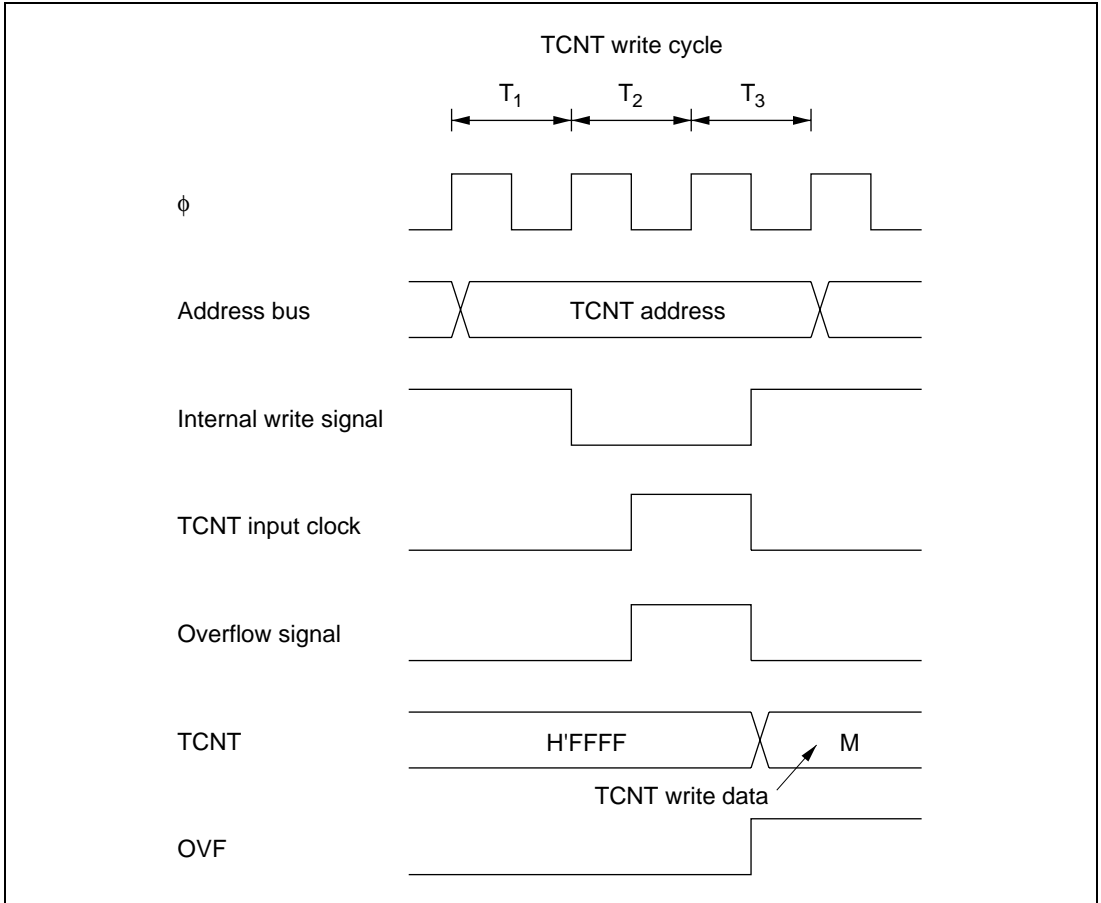 TCNT write cycle
T1 T2 T3
φ
Address bus TCNT address
Internal write signal
TCNT input clock
Overflow signal
TCNT H'FFFF M
TCNT write data
OVF